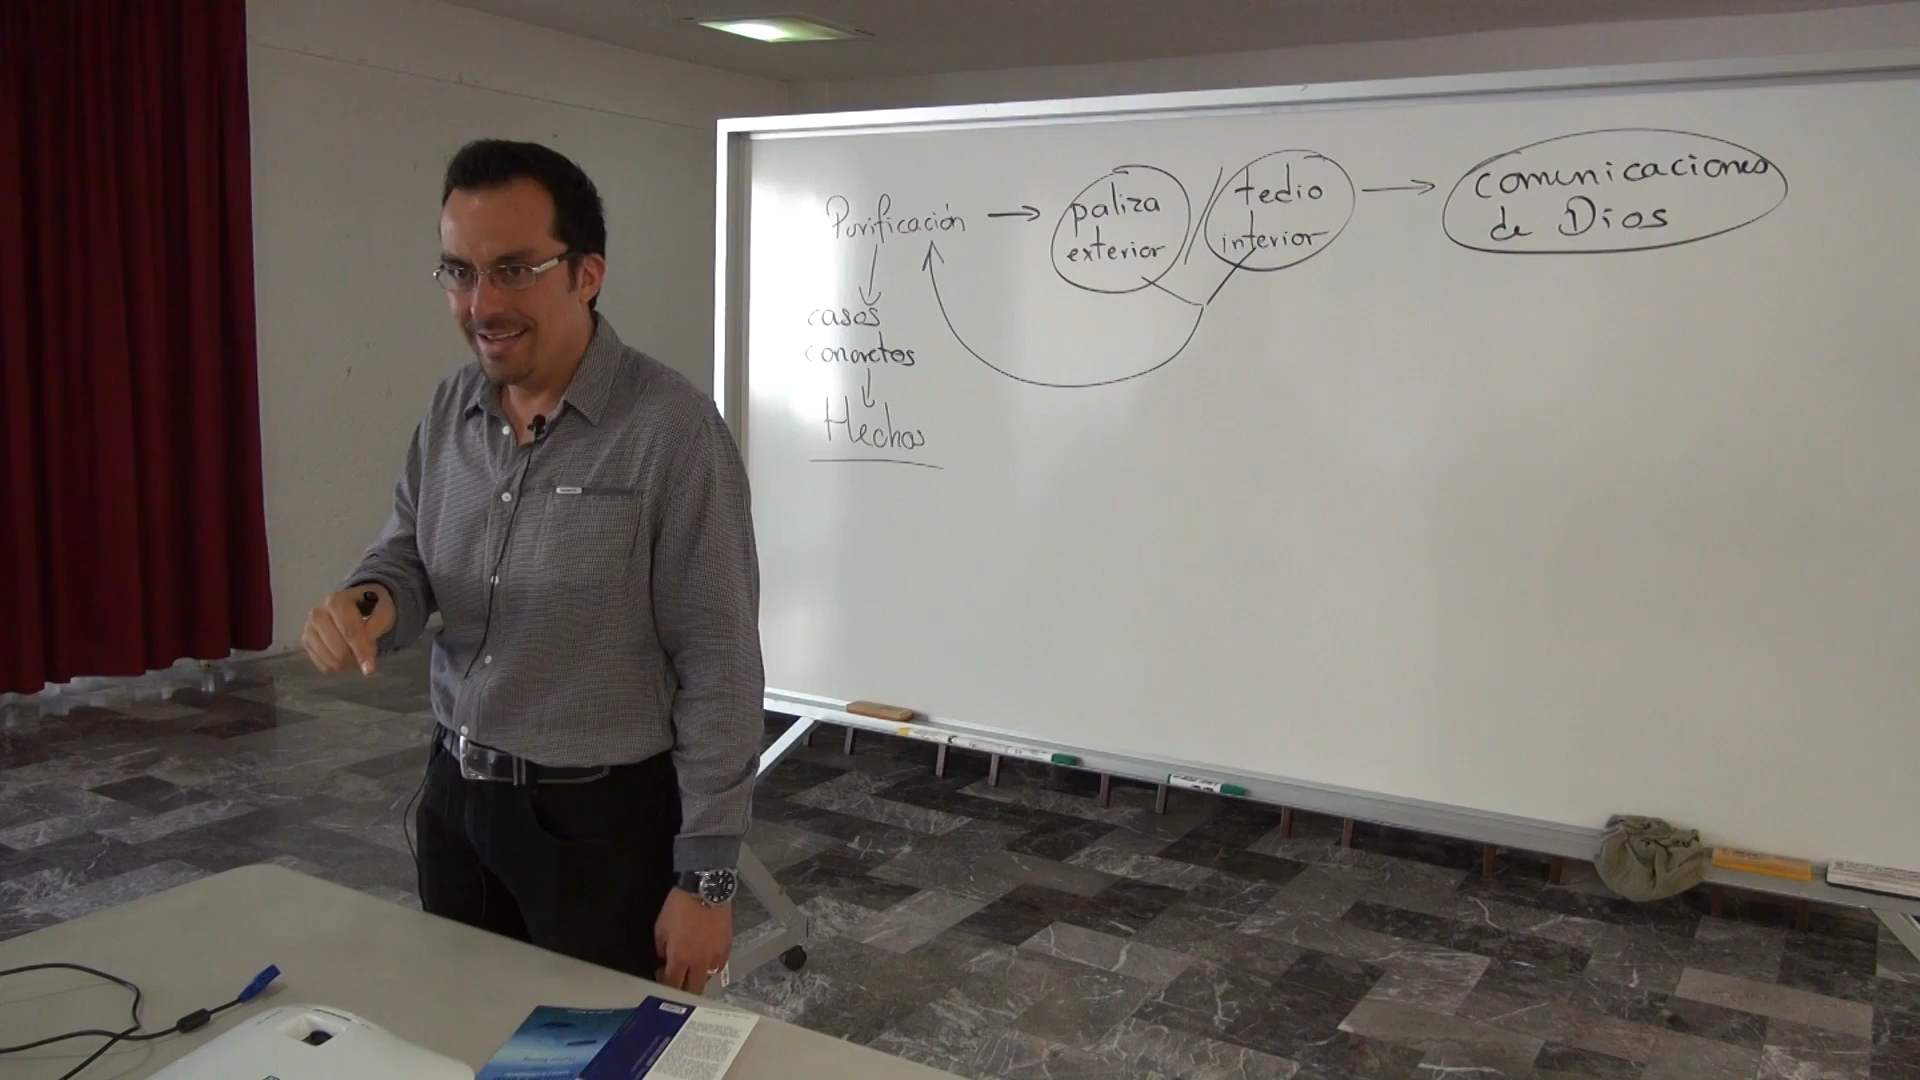 Purificación → paliza exterior / tedio interior → comunicaciones de Dios
casos
concretos
Hechos